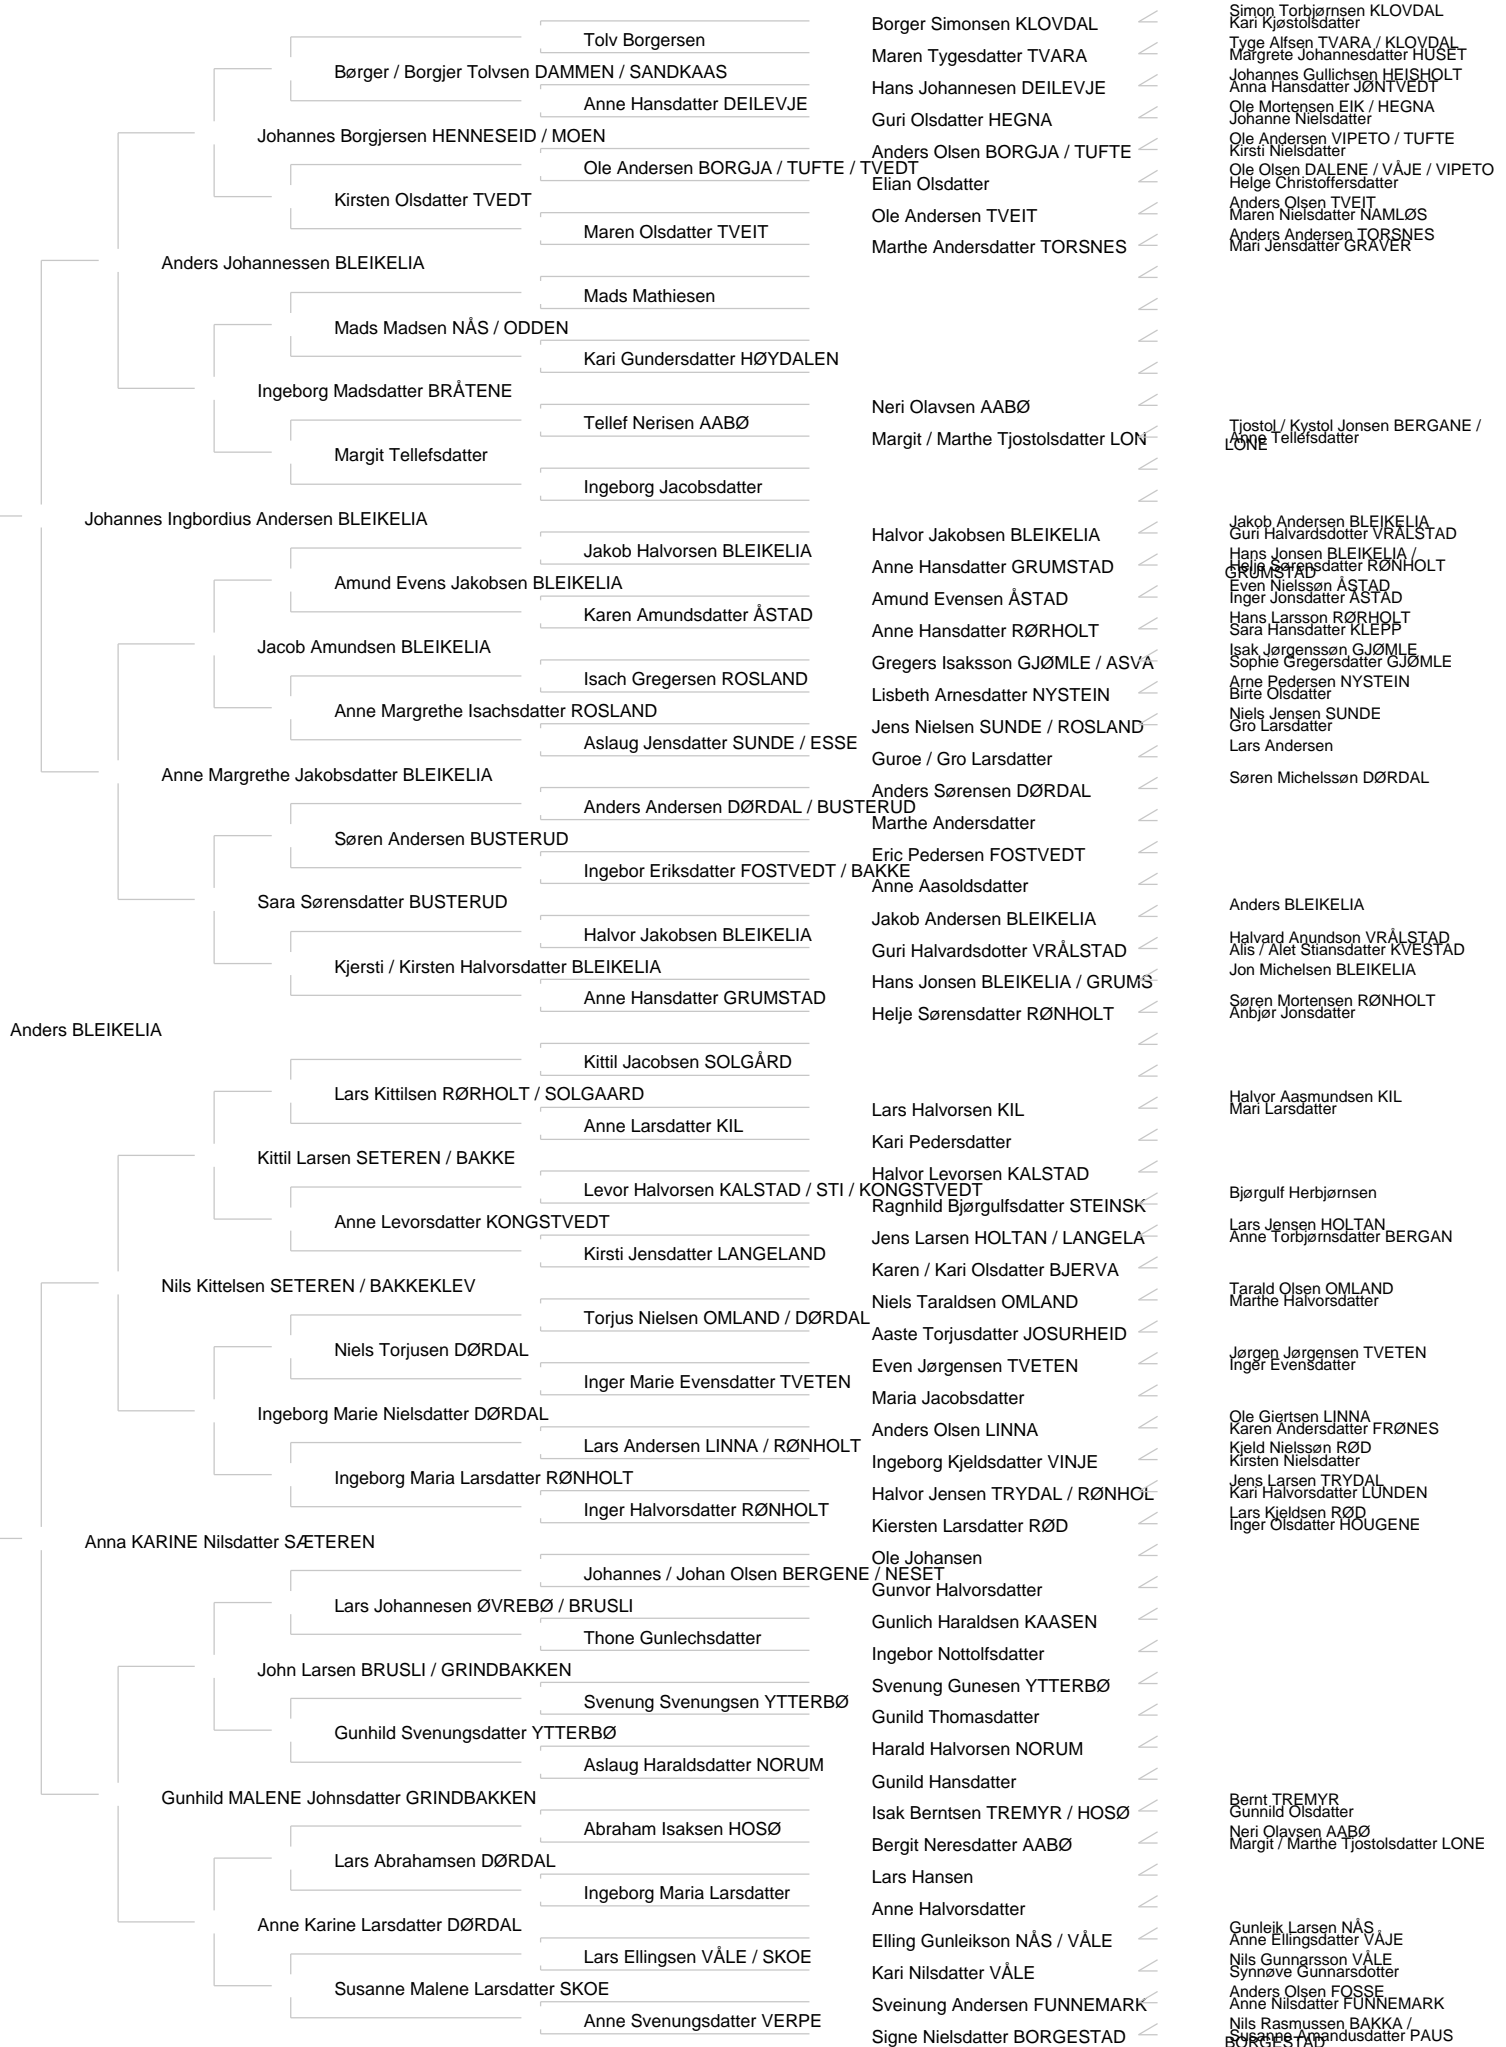 Simon Torbjørnsen KLOVDAL
Borger Simonsen KLOVDAL
Kari Kjøstolsdatter
Tolv Borgersen
Tyge Alfsen TVARA / KLOVDAL
Maren Tygesdatter TVARA
Margrete Johannesdatter HUSET
Børger / Borgjer Tolvsen DAMMEN / SANDKAAS
Johannes Gullichsen HEISHOLT
Hans Johannesen DEILEVJE
Anna Hansdatter JØNTVEDT
Anne Hansdatter DEILEVJE
Ole Mortensen EIK / HEGNA
Guri Olsdatter HEGNA
Johanne Nielsdatter
Johannes Borgjersen HENNESEID / MOEN
Ole Andersen VIPETO / TUFTE
Anders Olsen BORGJA / TUFTE
Kirsti Nielsdatter
Ole Andersen BORGJA / TUFTE / TVEDT
Ole Olsen DALENE / VÅJE / VIPETO
Elian Olsdatter
Helge Christoffersdatter
Kirsten Olsdatter TVEDT
Anders Olsen TVEIT
Ole Andersen TVEIT
Maren Nielsdatter NAMLØS
Maren Olsdatter TVEIT
Anders Andersen TORSNES
Marthe Andersdatter TORSNES
Mari Jensdatter GRAVER
Anders Johannessen BLEIKELIA
Mads Mathiesen
Mads Madsen NÅS / ODDEN
Kari Gundersdatter HØYDALEN
Ingeborg Madsdatter BRÅTENE
Neri Olavsen AABØ
Tellef Nerisen AABØ
Tjostol / Kystol Jonsen BERGANE /
LONE
Margit / Marthe Tjostolsdatter LON
Anne Tellefsdatter
Margit Tellefsdatter
Ingeborg Jacobsdatter
Johannes Ingbordius Andersen BLEIKELIA
Jakob Andersen BLEIKELIA
Halvor Jakobsen BLEIKELIA
Guri Halvardsdotter VRÅLSTAD
Jakob Halvorsen BLEIKELIA
Hans Jonsen BLEIKELIA /
GRUMSTAD
Anne Hansdatter GRUMSTAD
Helje Sørensdatter RØNHOLT
Amund Evens Jakobsen BLEIKELIA
Even Nielssøn ÅSTAD
Amund Evensen ÅSTAD
Inger Jonsdatter ÅSTAD
Karen Amundsdatter ÅSTAD
Hans Larsson RØRHOLT
Anne Hansdatter RØRHOLT
Sara Hansdatter KLEPP
Jacob Amundsen BLEIKELIA
Isak Jørgenssøn GJØMLE
Gregers Isaksson GJØMLE / ASVA
Sophie Gregersdatter GJØMLE
Isach Gregersen ROSLAND
Arne Pedersen NYSTEIN
Lisbeth Arnesdatter NYSTEIN
Birte Olsdatter
Anne Margrethe Isachsdatter ROSLAND
Niels Jensen SUNDE
Jens Nielsen SUNDE / ROSLAND
Gro Larsdatter
Aslaug Jensdatter SUNDE / ESSE
Lars Andersen
Guroe / Gro Larsdatter
Anne Margrethe Jakobsdatter BLEIKELIA
Søren Michelssøn DØRDAL
Anders Sørensen DØRDAL
Anders Andersen DØRDAL / BUSTERUD
Marthe Andersdatter
Søren Andersen BUSTERUD
Eric Pedersen FOSTVEDT
Ingebor Eriksdatter FOSTVEDT / BAKKE
Anne Aasoldsdatter
Sara Sørensdatter BUSTERUD
Anders BLEIKELIA
Jakob Andersen BLEIKELIA
Halvor Jakobsen BLEIKELIA
Halvard Anundson VRÅLSTAD
Guri Halvardsdotter VRÅLSTAD
Alis / Alet Stiansdatter KVESTAD
Kjersti / Kirsten Halvorsdatter BLEIKELIA
Jon Michelsen BLEIKELIA
Hans Jonsen BLEIKELIA / GRUMS
Anne Hansdatter GRUMSTAD
Søren Mortensen RØNHOLT
Helje Sørensdatter RØNHOLT
Anbjør Jonsdatter
Anders BLEIKELIA
Kittil Jacobsen SOLGÅRD
Lars Kittilsen RØRHOLT / SOLGAARD
Halvor Aasmundsen KIL
Lars Halvorsen KIL
Mari Larsdatter
Anne Larsdatter KIL
Kari Pedersdatter
Kittil Larsen SETEREN / BAKKE
Halvor Levorsen KALSTAD
Levor Halvorsen KALSTAD / STI / KONGSTVEDT
Bjørgulf Herbjørnsen
Ragnhild Bjørgulfsdatter STEINSK
Anne Levorsdatter KONGSTVEDT
Lars Jensen HOLTAN
Jens Larsen HOLTAN / LANGELA
Anne Torbjørnsdatter BERGAN
Kirsti Jensdatter LANGELAND
Karen / Kari Olsdatter BJERVA
Nils Kittelsen SETEREN / BAKKEKLEV
Tarald Olsen OMLAND
Niels Taraldsen OMLAND
Marthe Halvorsdatter
Torjus Nielsen OMLAND / DØRDAL
Aaste Torjusdatter JOSURHEID
Niels Torjusen DØRDAL
Jørgen Jørgensen TVETEN
Even Jørgensen TVETEN
Inger Evensdatter
Inger Marie Evensdatter TVETEN
Maria Jacobsdatter
Ingeborg Marie Nielsdatter DØRDAL
Ole Giertsen LINNA
Anders Olsen LINNA
Karen Andersdatter FRØNES
Lars Andersen LINNA / RØNHOLT
Kjeld Nielssøn RØD
Ingeborg Kjeldsdatter VINJE
Kirsten Nielsdatter
Ingeborg Maria Larsdatter RØNHOLT
Jens Larsen TRYDAL
Halvor Jensen TRYDAL / RØNHOL
Kari Halvorsdatter LUNDEN
Inger Halvorsdatter RØNHOLT
Lars Kjeldsen RØD
Kiersten Larsdatter RØD
Inger Olsdatter HOUGENE
Anna KARINE Nilsdatter SÆTEREN
Ole Johansen
Johannes / Johan Olsen BERGENE / NESET
Gunvor Halvorsdatter
Lars Johannesen ØVREBØ / BRUSLI
Gunlich Haraldsen KAASEN
Thone Gunlechsdatter
Ingebor Nottolfsdatter
John Larsen BRUSLI / GRINDBAKKEN
Svenung Gunesen YTTERBØ
Svenung Svenungsen YTTERBØ
Gunild Thomasdatter
Gunhild Svenungsdatter YTTERBØ
Harald Halvorsen NORUM
Aslaug Haraldsdatter NORUM
Gunild Hansdatter
Gunhild MALENE Johnsdatter GRINDBAKKEN
Bernt TREMYR
Isak Berntsen TREMYR / HOSØ
Gunnild Olsdatter
Abraham Isaksen HOSØ
Neri Olavsen AABØ
Bergit Neresdatter AABØ
Margit / Marthe Tjostolsdatter LONE
Lars Abrahamsen DØRDAL
Lars Hansen
Ingeborg Maria Larsdatter
Anne Halvorsdatter
Anne Karine Larsdatter DØRDAL
Gunleik Larsen NÅS
Elling Gunleikson NÅS / VÅLE
Anne Ellingsdatter VÅJE
Lars Ellingsen VÅLE / SKOE
Nils Gunnarsson VÅLE
Kari Nilsdatter VÅLE
Synnøve Gunnarsdotter
Susanne Malene Larsdatter SKOE
Anders Olsen FOSSE
Sveinung Andersen FUNNEMARK
Anne Nilsdatter FUNNEMARK
Anne Svenungsdatter VERPE
Nils Rasmussen BAKKA /
BORGESTAD
Signe Nielsdatter BORGESTAD
Susanne Amandusdatter PAUS